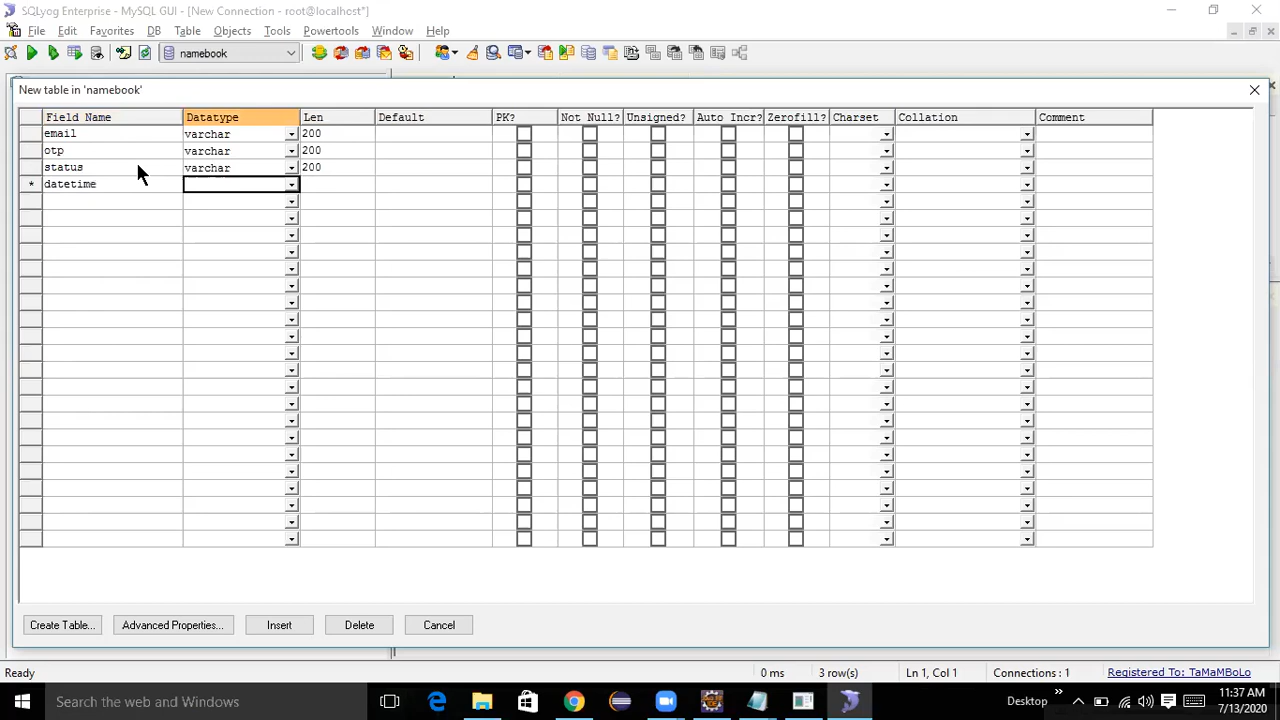 SQLyog Enterprise - MySQL GUI - [New Connection - root@localhost*]
File Edit Favorites DB Table Objects Tools Powertools Window Help
namebook
New table in 'namebook'
Field Name Datatype Len Default PK? Not Null? Unsigned? Auto Incr? Zerofill? Charset Collation Comment
email varchar 200
otp varchar 200
status varchar 200
* datetime
Create Table... Advanced Properties... Insert Delete Cancel
Ready 0 ms 3 row(s) Ln 1, Col 1 Connections : 1 Registered To: TaMaMBoLo
Search the web and Windows Desktop 11:37 AM
7/13/2020